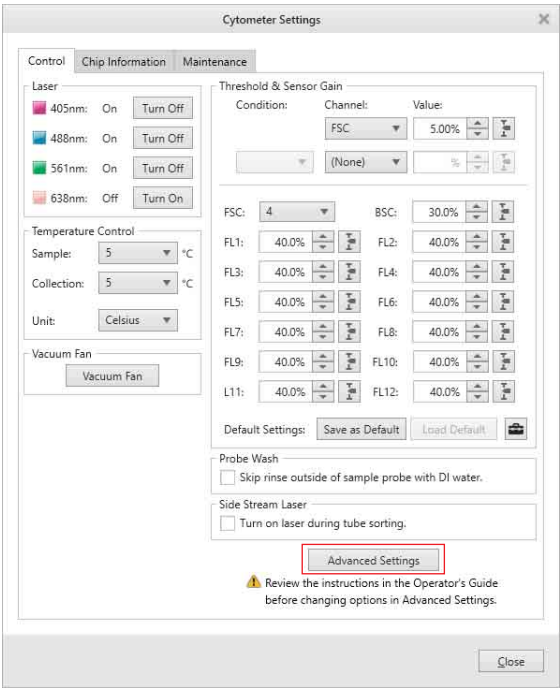 Cytometer Settings
Control Chip Information Maintenance
Laser
405nm: On Turn Off
488nm: On Turn Off
561nm: On Turn Off
638nm: Off Turn On
Temperature Control
Sample: 5 °C
Collection: 5 °C
Unit: Celsius
Vacuum Fan
Vacuum Fan
Threshold & Sensor Gain
Condition: Channel: Value:
FSC 5.00%
(None) %
FSC: 4 BSC: 30.0%
FL1: 40.0% FL2: 40.0%
FL3: 40.0% FL4: 40.0%
FL5: 40.0% FL6: 40.0%
FL7: 40.0% FL8: 40.0%
FL9: 40.0% FL10: 40.0%
L11: 40.0% FL12: 40.0%
Default Settings: Save as Default Load Default
Probe Wash
Skip rinse outside of sample probe with DI water.
Side Stream Laser
Turn on laser during tube sorting.
Advanced Settings
Review the instructions in the Operator's Guide
before changing options in Advanced Settings.
Close